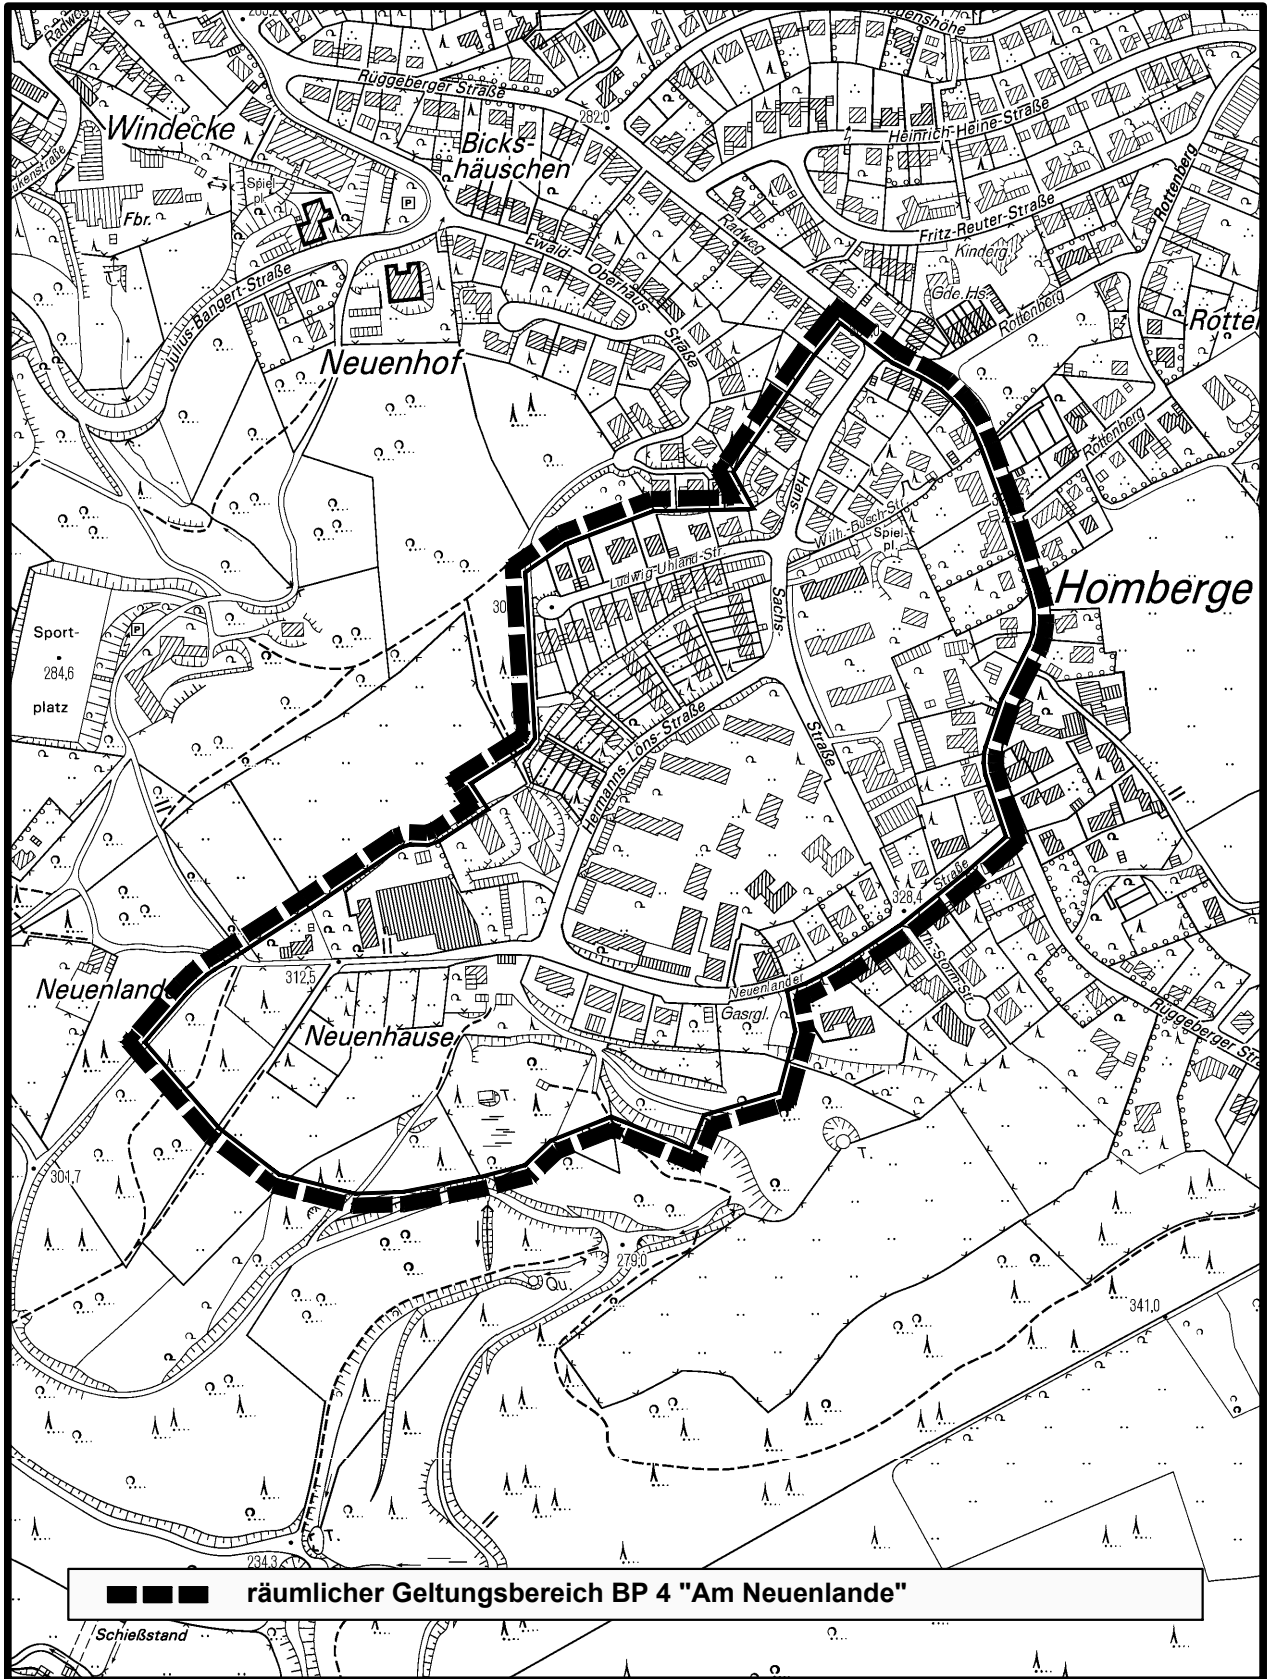 Radweg
Rüggeberger Straße
282,0
Heinrich-Heine-Straße
Windecke
Bicks-
häuschen
Spiel
pl.
P
Fbr.
Radweg
Fritz-Reuter-Straße
Rottenberg
Kinderg.
Ewald-
Oberhaus-
Straße
Julius-Bangert-Straße
Gde.Hs.
Rottenberg
Neuenhof
Rottenberg
Hans-
Sachs-
Straße
Wilh.-Busch-Str.
Spiel-
pl.
Ludwig-Uhland-Str.
Homberge
30
P
Sport-
284,6
platz
Hermanns-Löns-Straße
328,4
Straße
Neuenlande
312,5
Neuenhause
Neuenlander
Gasrgl.
Th.-Storm-Str.
Rüggeberger Str
T.
T.
301,7
279,0
Qu.
341,0
T.
234,3
räumlicher Geltungsbereich BP 4 "Am Neuenlande"
Schießstand